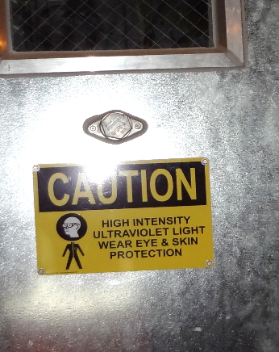 CAUTION
HIGH INTENSITY
ULTRAVIOLET LIGHT
WEAR EYE & SKIN
PROTECTION